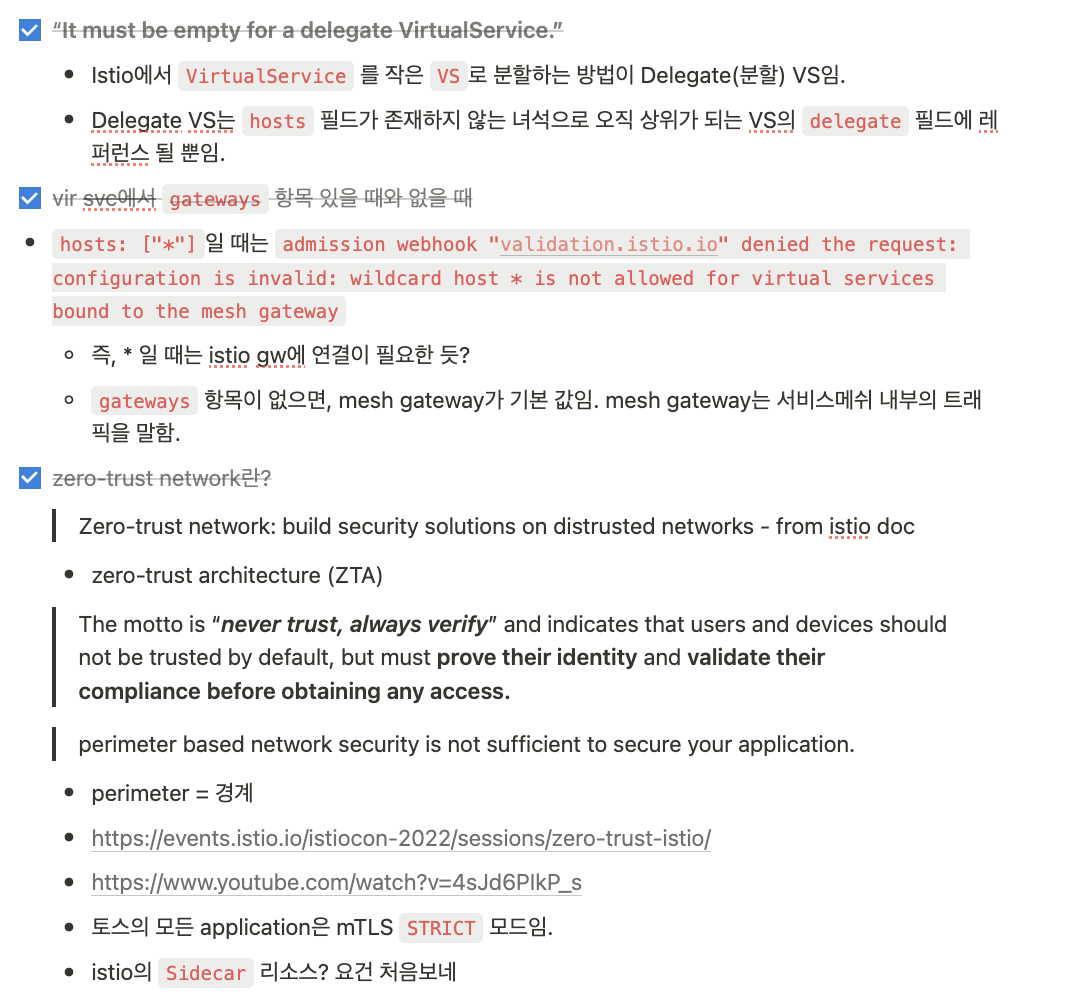 “It must be empty for a delegate VirtualService.”
Istio에서 VirtualService 를 작은 VS로 분할하는 방법이 Delegate(분할) VS임.
Delegate VS는 hosts 필드가 존재하지 않는 녀석으로 오직 상위가 되는 VS의 delegate 필드에 레
퍼런스 될 뿐임.
vir svc에서 gateways 항목 있을 때와 없을 때
hosts: ["*"] 일 때는 admission webhook "validation.istio.io" denied the request:
configuration is invalid: wildcard host * is not allowed for virtual services
bound to the mesh gateway
즉, * 일 때는 istio gw에 연결이 필요한 듯?
gateways 항목이 없으면, mesh gateway가 기본 값임. mesh gateway는 서비스메쉬 내부의 트래
픽을 말함.
zero-trust network란?
Zero-trust network: build security solutions on distrusted networks - from istio doc
zero-trust architecture (ZTA)
The motto is “never trust, always verify” and indicates that users and devices should
not be trusted by default, but must prove their identity and validate their
compliance before obtaining any access.
perimeter based network security is not sufficient to secure your application.
perimeter = 경계
https://events.istio.io/istiocon-2022/sessions/zero-trust-istio/
https://www.youtube.com/watch?v=4sJd6PlkP_s
토스의 모든 application은 mTLS STRICT 모드임.
istio의 Sidecar 리소스? 요건 처음보네